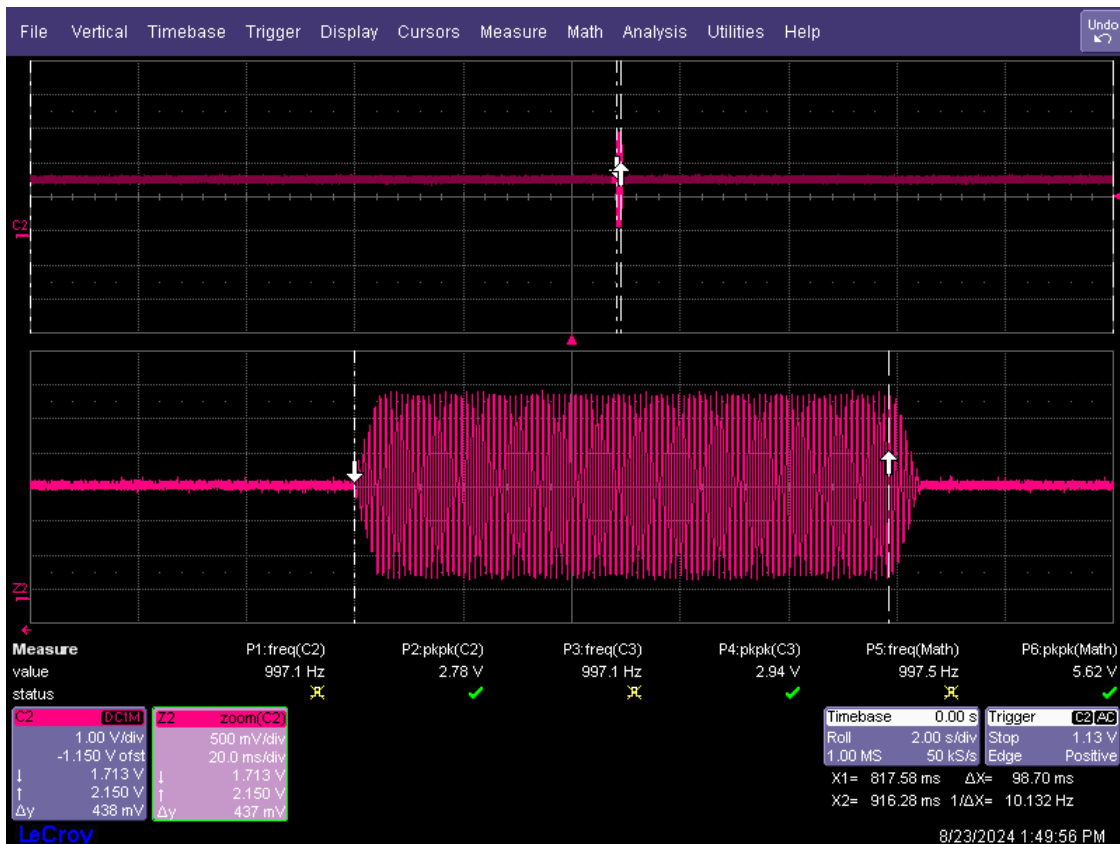 File Vertical Timebase Trigger Display Cursors Measure Math Analysis Utilities Help Undo
C2
Z2
Measure P1:freq(C2) P2:pkpk(C2) P3:freq(C3) P4:pkpk(C3) P5:freq(Math) P6:pkpk(Math)
value 997.1 Hz 2.78 V 997.1 Hz 2.94 V 997.5 Hz 5.62 V
status
C2 DC1M
1.00 V/div
-1.150 V ofst
↓ 1.713 V
↑ 2.150 V
Δy 438 mV
Z2 zoom(C2)
500 mV/div
20.0 ms/div
↓ 1.713 V
↑ 2.150 V
Δy 437 mV
Timebase 0.00 s
Roll 2.00 s/div
1.00 MS 50 kS/s
Trigger C2 AC
Stop 1.13 V
Edge Positive
X1= 817.58 ms ΔX= 98.70 ms
X2= 916.28 ms 1/ΔX= 10.132 Hz
LeCroy
8/23/2024 1:49:56 PM